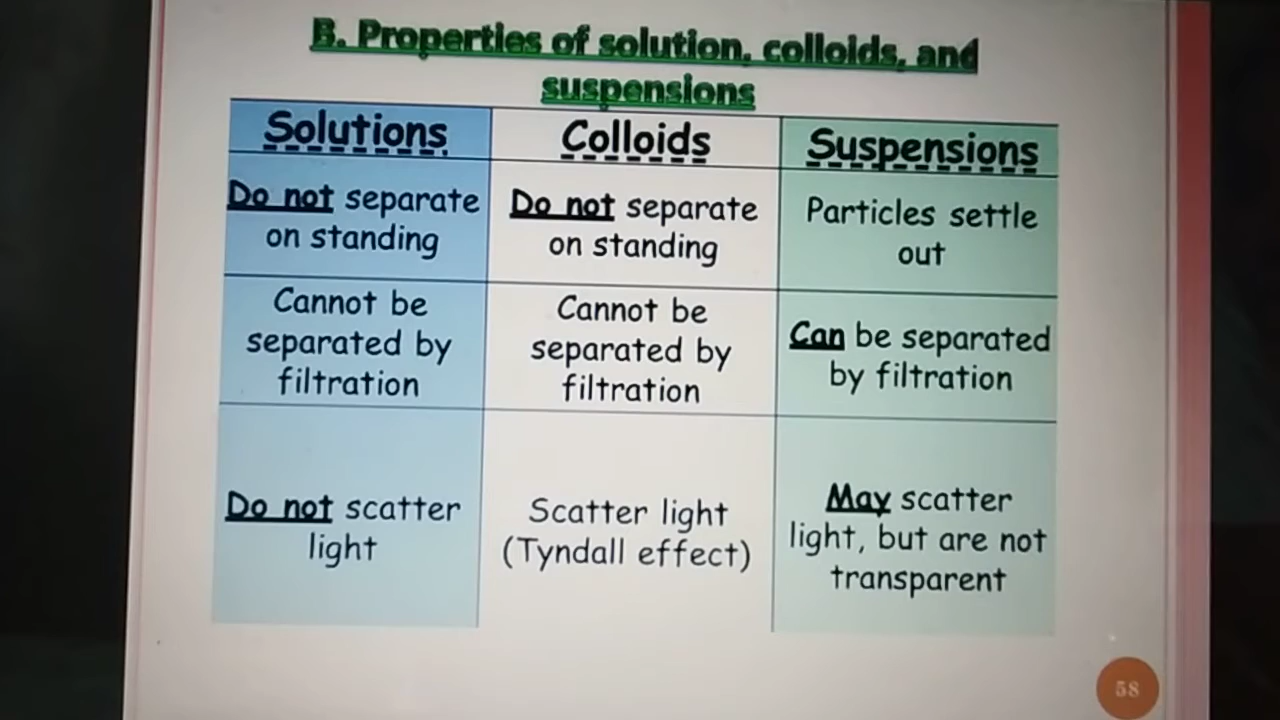 B. Properties of solution, colloids, and
suspensions
Solutions
Colloids
Suspensions
Do not separate
on standing
Do not separate
on standing
Particles settle
out
Cannot be
separated by
filtration
Cannot be
separated by
filtration
Can be separated
by filtration
Do not scatter
light
Scatter light
(Tyndall effect)
May scatter
light, but are not
transparent
58